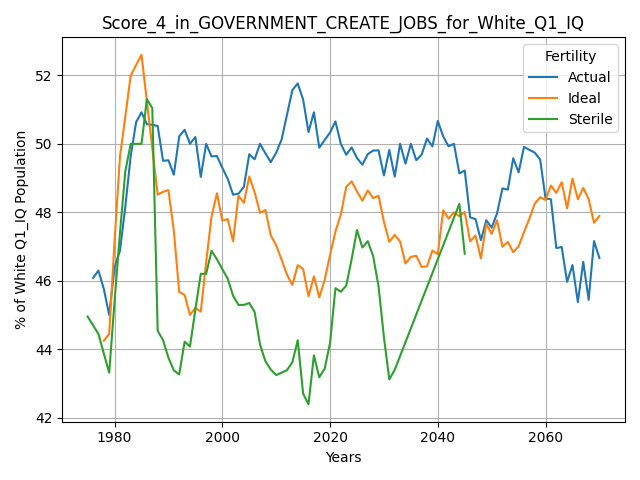 Score_4_in_GOVERNMENT_CREATE_JOBS_for_White_Q1_IQ
% of White Q1_IQ Population
52
50
48
46
44
42
Fertility
Actual
Ideal
Sterile
1980 2000 2020 2040 2060
Years